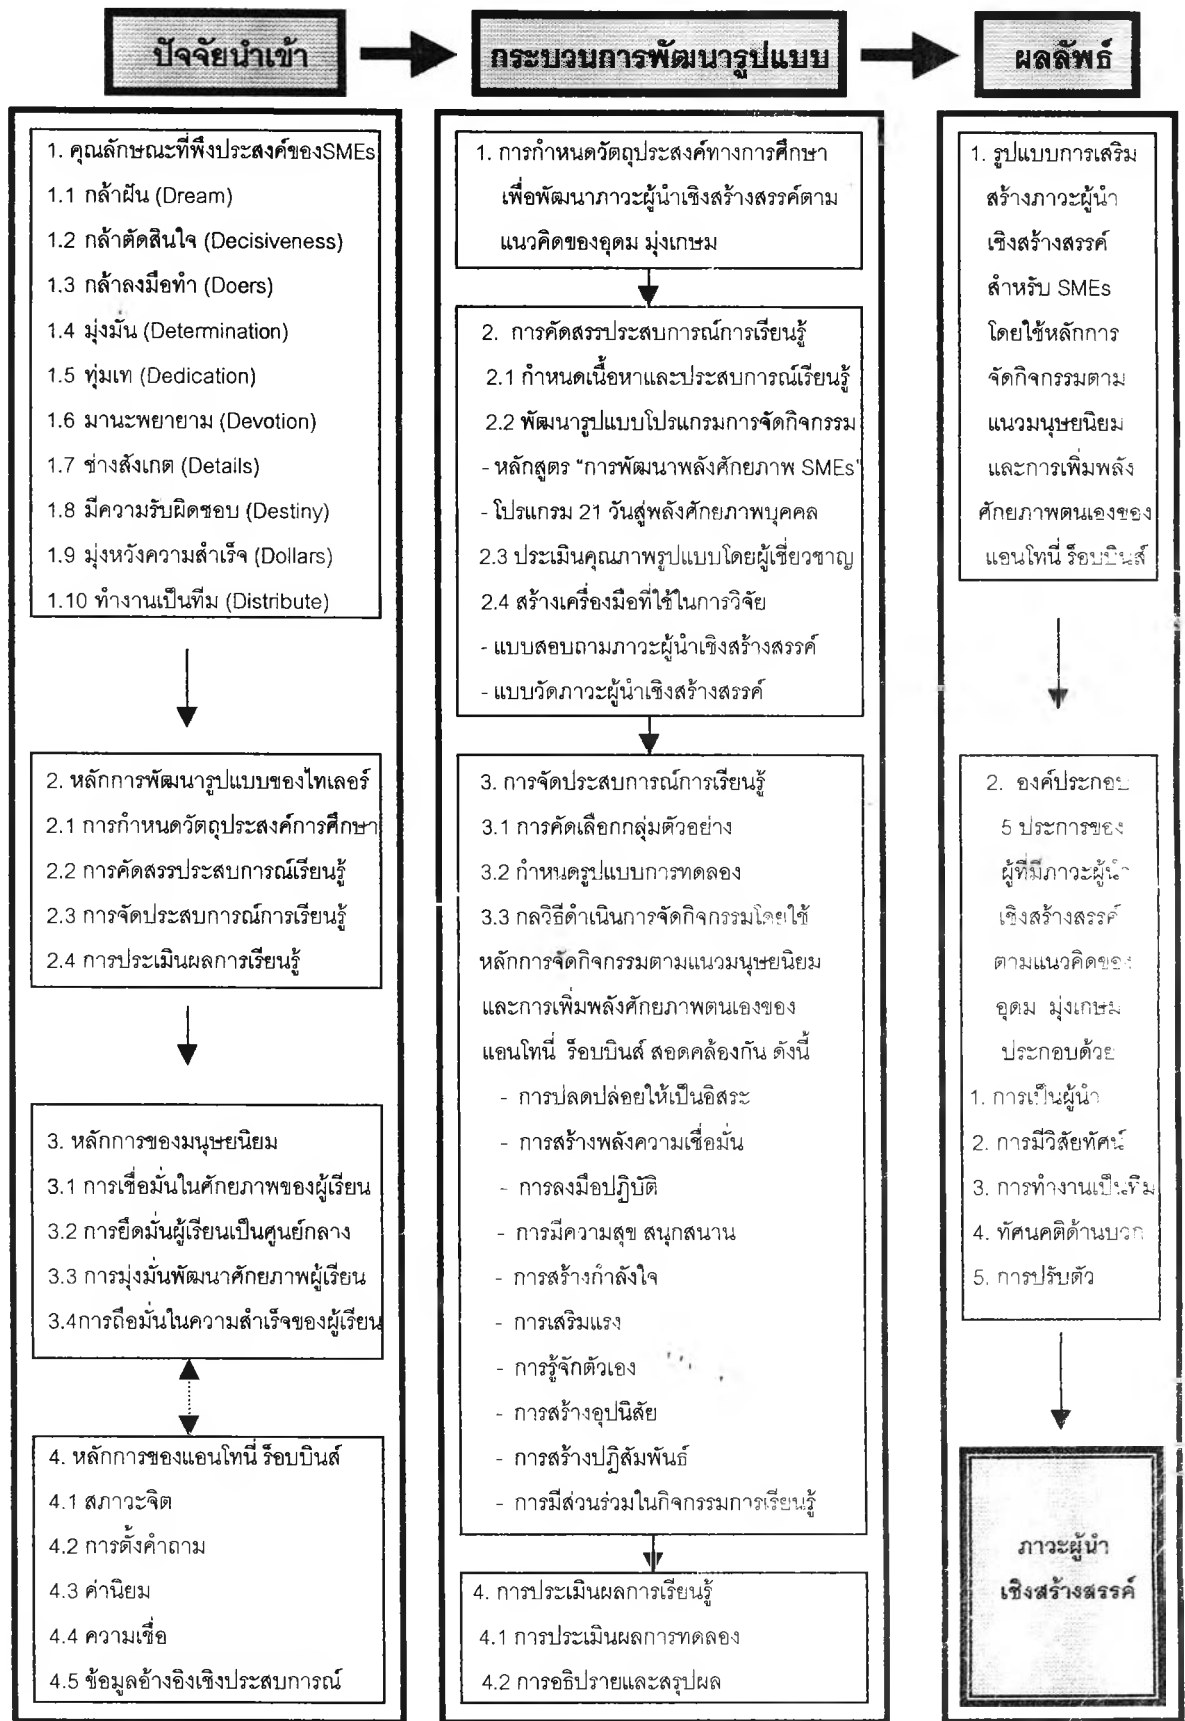 ปัจจัยนำเข้า
กระบวนการพัฒนารูปแบบ
ผลลัพธ์
1. คุณลักษณะที่พึงประสงค์ของSMEs
1.1 กล้าฝัน (Dream)
1.2 กล้าตัดสินใจ (Decisiveness)
1.3 กล้าลงมือทำ (Doers)
1.4 มุ่งมั่น (Determination)
1.5 ทุ่มเท (Dedication)
1.6 มานะพยายาม (Devotion)
1.7 ช่างสังเกต (Details)
1.8 มีความรับผิดชอบ (Destiny)
1.9 มุ่งหวังความสำเร็จ (Dollars)
1.10 ทำงานเป็นทีม (Distribute)
2. หลักการพัฒนารูปแบบของไทเลอร์
2.1 การกำหนดวัตถุประสงค์การศึกษา
2.2 การคัดสรรประสบการณ์เรียนรู้
2.3 การจัดประสบการณ์การเรียนรู้
2.4 การประเมินผลการเรียนรู้
3. หลักการของมนุษยนิยม
3.1 การเชื่อมั่นในศักยภาพของผู้เรียน
3.2 การยึดมั่นผู้เรียนเป็นศูนย์กลาง
3.3 การมุ่งมั่นพัฒนาศักยภาพผู้เรียน
3.4การถือมั่นในความสำเร็จของผู้เรียน
4. หลักการของแอนโทนี่ ร็อบบินส์
4.1 สภาวะจิต
4.2 การตั้งคำถาม
4.3 ค่านิยม
4.4 ความเชื่อ
4.5 ข้อมูลอ้างอิงเชิงประสบการณ์
1. การกำหนดวัตถุประสงค์ทางการศึกษา
เพื่อพัฒนาภาวะผู้นำเชิงสร้างสรรค์ตาม
แนวคิดของอุดม มุ่งเกษม
2. การคัดสรรประสบการณ์การเรียนรู้
2.1 กำหนดเนื้อหาและประสบการณ์เรียนรู้
2.2 พัฒนารูปแบบโปรแกรมการจัดกิจกรรม
- หลักสูตร "การพัฒนาพลังศักยภาพ SMEs"
- โปรแกรม 21 วันสู่พลังศักยภาพบุคคล
2.3 ประเมินคุณภาพรูปแบบโดยผู้เชี่ยวชาญ
2.4 สร้างเครื่องมือที่ใช้ในการวิจัย
- แบบสอบถามภาวะผู้นำเชิงสร้างสรรค์
- แบบวัดภาวะผู้นำเชิงสร้างสรรค์
3. การจัดประสบการณ์การเรียนรู้
3.1 การคัดเลือกกลุ่มตัวอย่าง
3.2 กำหนดรูปแบบการทดลอง
3.3 กลวิธีดำเนินการจัดกิจกรรมโดยใช้
หลักการจัดกิจกรรมตามแนวมนุษยนิยม
และการเพิ่มพลังศักยภาพตนเองของ
แอนโทนี่ ร็อบบินส์ สอดคล้องกัน ดังนี้
- การปลดปล่อยให้เป็นอิสระ
- การสร้างพลังความเชื่อมั่น
- การลงมือปฏิบัติ
- การมีความสุข สนุกสนาน
- การสร้างกำลังใจ
- การเสริมแรง
- การรู้จักตัวเอง
- การสร้างอุปนิสัย
- การสร้างปฏิสัมพันธ์
- การมีส่วนร่วมในกิจกรรมการเรียนรู้
4. การประเมินผลการเรียนรู้
4.1 การประเมินผลการทดลอง
4.2 การอธิปรายและสรุปผล
1. รูปแบบการเสริม
สร้างภาวะผู้นำ
เชิงสร้างสรรค์
สำหรับ SMEs
โดยใช้หลักการ
จัดกิจกรรมตาม
แนวมนุษยนิยม
และการเพิ่มพลัง
ศักยภาพตนเองของ
แอนโทนี่ ร็อบบินส์
2. องค์ประกอบ
5 ประการของ
ผู้ที่มีภาวะผู้นำ
เชิงสร้างสรรค์
ตามแนวคิดของ
อุดม มุ่งเกษม
ประกอบด้วย
1. การเป็นผู้นำ
2. การมีวิสัยทัศน์
3. การทำงานเป็นทีม
4. ทัศนคติด้านบวก
5. การปรับตัว
ภาวะผู้นำ
เชิงสร้างสรรค์